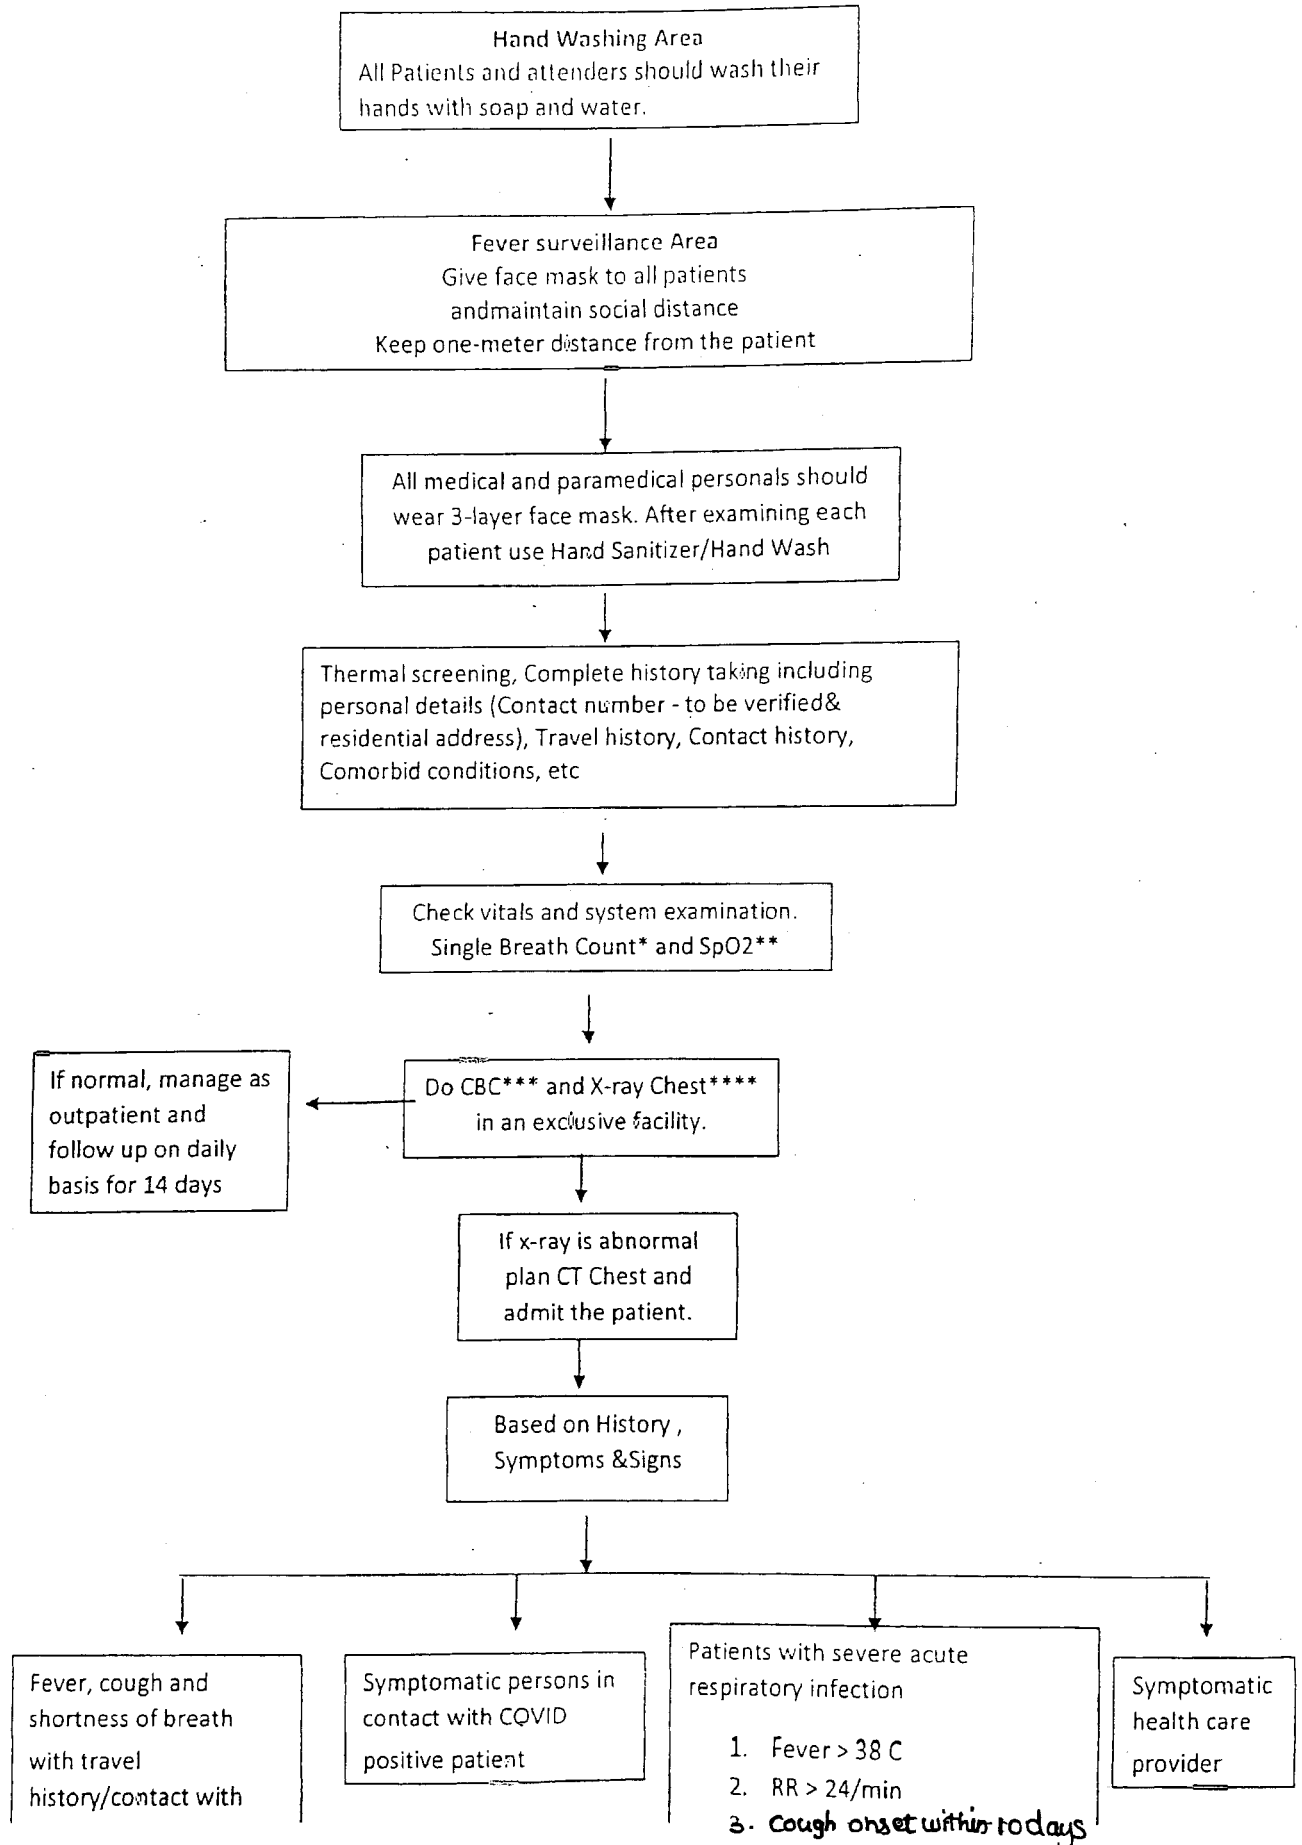 Hand Washing Area
All Patients and attenders should wash their
hands with soap and water.
Fever surveillance Area
Give face mask to all patients
andmaintain social distance
Keep one-meter distance from the patient
All medical and paramedical personals should
wear 3-layer face mask. After examining each
patient use Hand Sanitizer/Hand Wash
Thermal screening, Complete history taking including
personal details (Contact number - to be verified&
residential address), Travel history, Contact history,
Comorbid conditions, etc
Check vitals and system examination.
Single Breath Count* and SpO2**
If normal, manage as
outpatient and
follow up on daily
basis for 14 days
Do CBC*** and X-ray Chest****
in an exclusive facility.
If x-ray is abnormal
plan CT Chest and
admit the patient.
Based on History ,
Symptoms &Signs
Fever, cough and
shortness of breath
with travel
history/contact with
Symptomatic persons in
contact with COVID
positive patient
Patients with severe acute
respiratory infection
1. Fever > 38 C
2. RR > 24/min
3. Cough onset within 10 days
Symptomatic
health care
provider